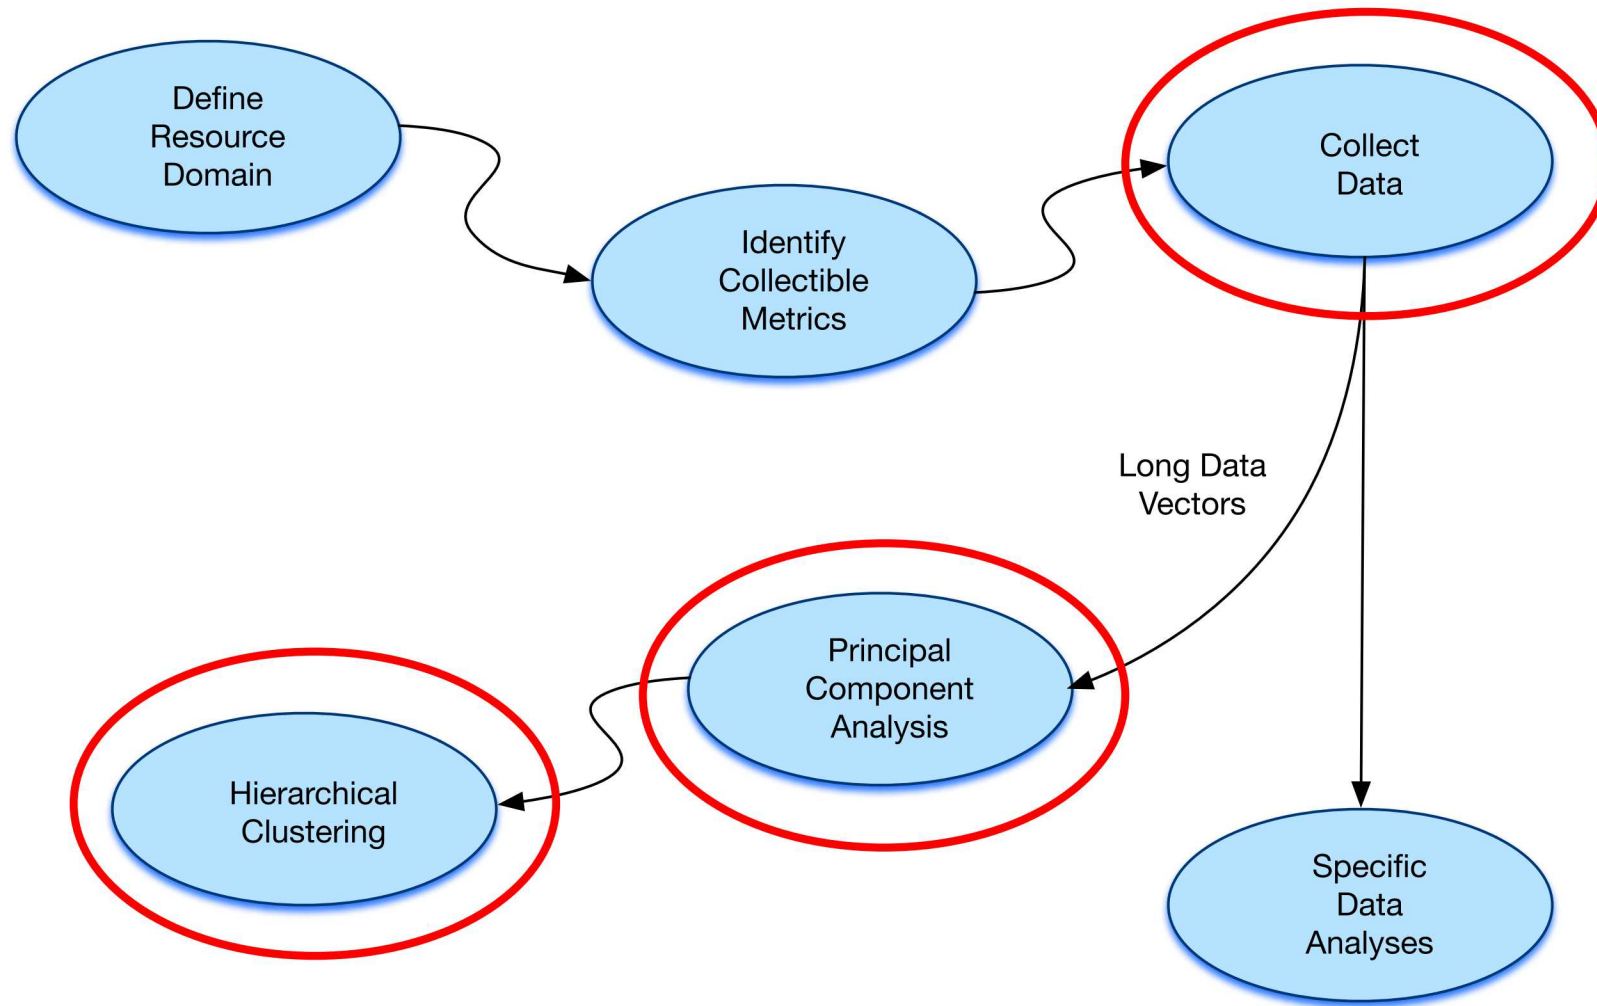 Define
Resource
Domain
Identify
Collectible
Metrics
Collect
Data
Long Data
Vectors
Principal
Component
Analysis
Hierarchical
Clustering
Specific
Data
Analyses